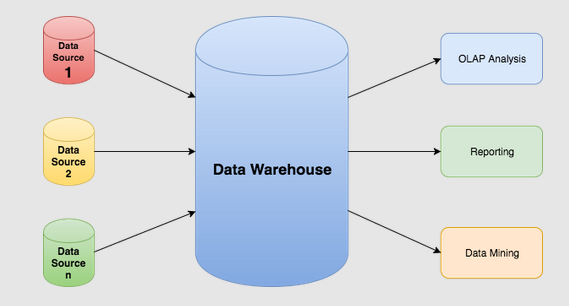 Data
Source
1
Data
Source
2
Data
Source
n
Data Warehouse
OLAP Analysis
Reporting
Data Mining